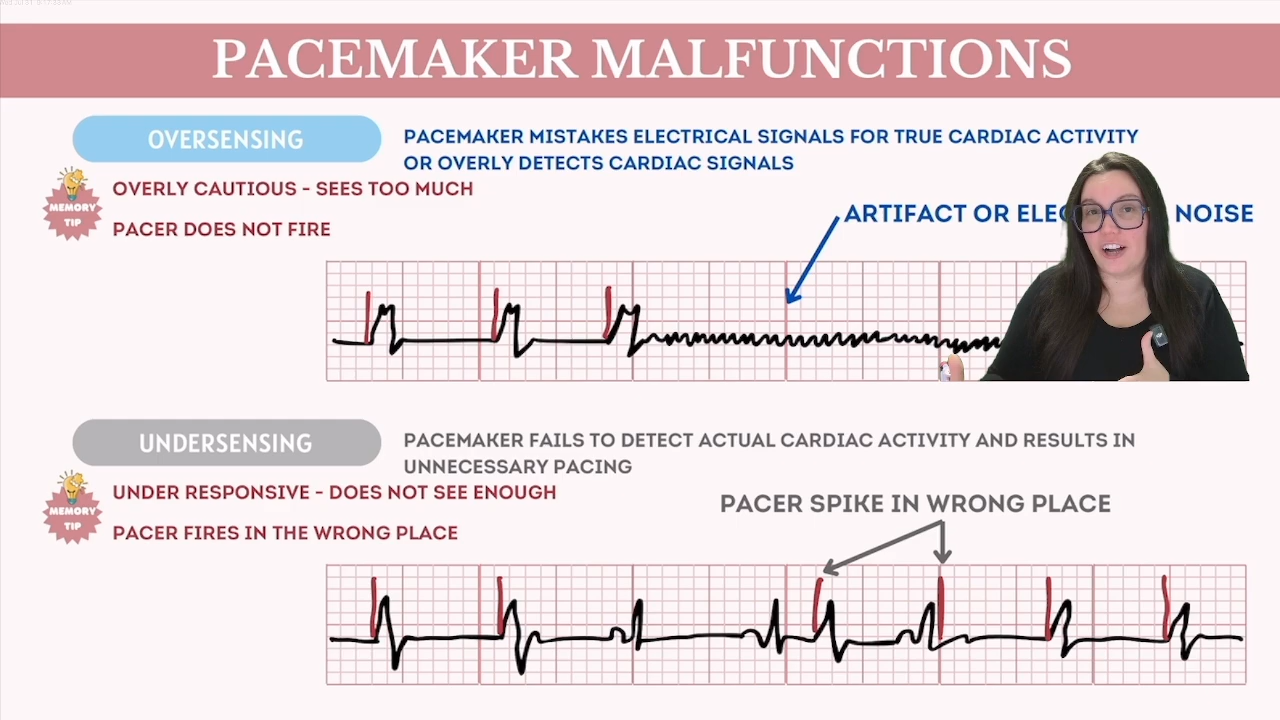 PACEMAKER MALFUNCTIONS
OVERSENSING
PACEMAKER MISTAKES ELECTRICAL SIGNALS FOR TRUE CARDIAC ACTIVITY
OR OVERLY DETECTS CARDIAC SIGNALS
MEMORY
TIP
OVERLY CAUTIOUS - SEES TOO MUCH
PACER DOES NOT FIRE
ARTIFACT OR ELEC NOISE
UNDERSENSING
PACEMAKER FAILS TO DETECT ACTUAL CARDIAC ACTIVITY AND RESULTS IN
UNNECESSARY PACING
MEMORY
TIP
UNDER RESPONSIVE - DOES NOT SEE ENOUGH
PACER FIRES IN THE WRONG PLACE
PACER SPIKE IN WRONG PLACE